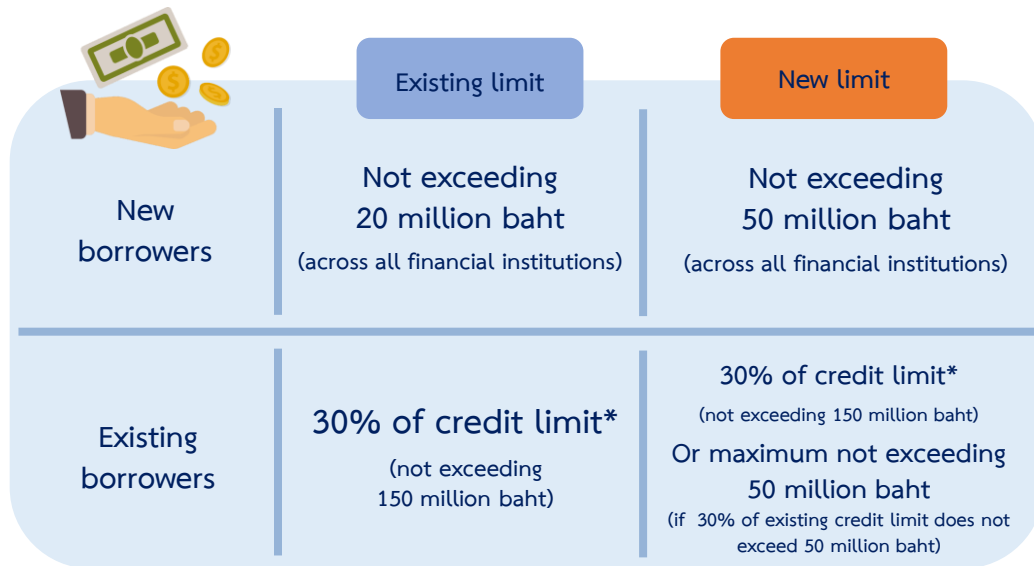 Existing limit
New limit
New
borrowers
Not exceeding
20 million baht
(across all financial institutions)
Not exceeding
50 million baht
(across all financial institutions)
Existing
borrowers
30% of credit limit*
(not exceeding
150 million baht)
30% of credit limit*
(not exceeding 150 million baht)
Or maximum not exceeding
50 million baht
(if 30% of existing credit limit does not
exceed 50 million baht)